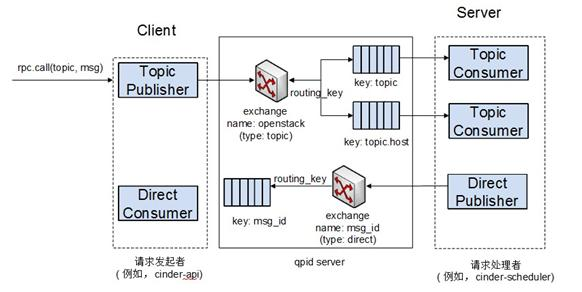 Client
Server
rpc.call(topic, msg)
Topic
Publisher
routing_key
exchange
name: openstack
(type: topic)
key: topic
Topic
Consumer
key: topic.host
Topic
Consumer
Direct
Consumer
key: msg_id
routing_key
exchange
name: msg_id
(type: direct)
Direct
Publisher
请求发起者
( 例如，cinder-api)
qpid server
请求处理者
( 例如，cinder-scheduler)